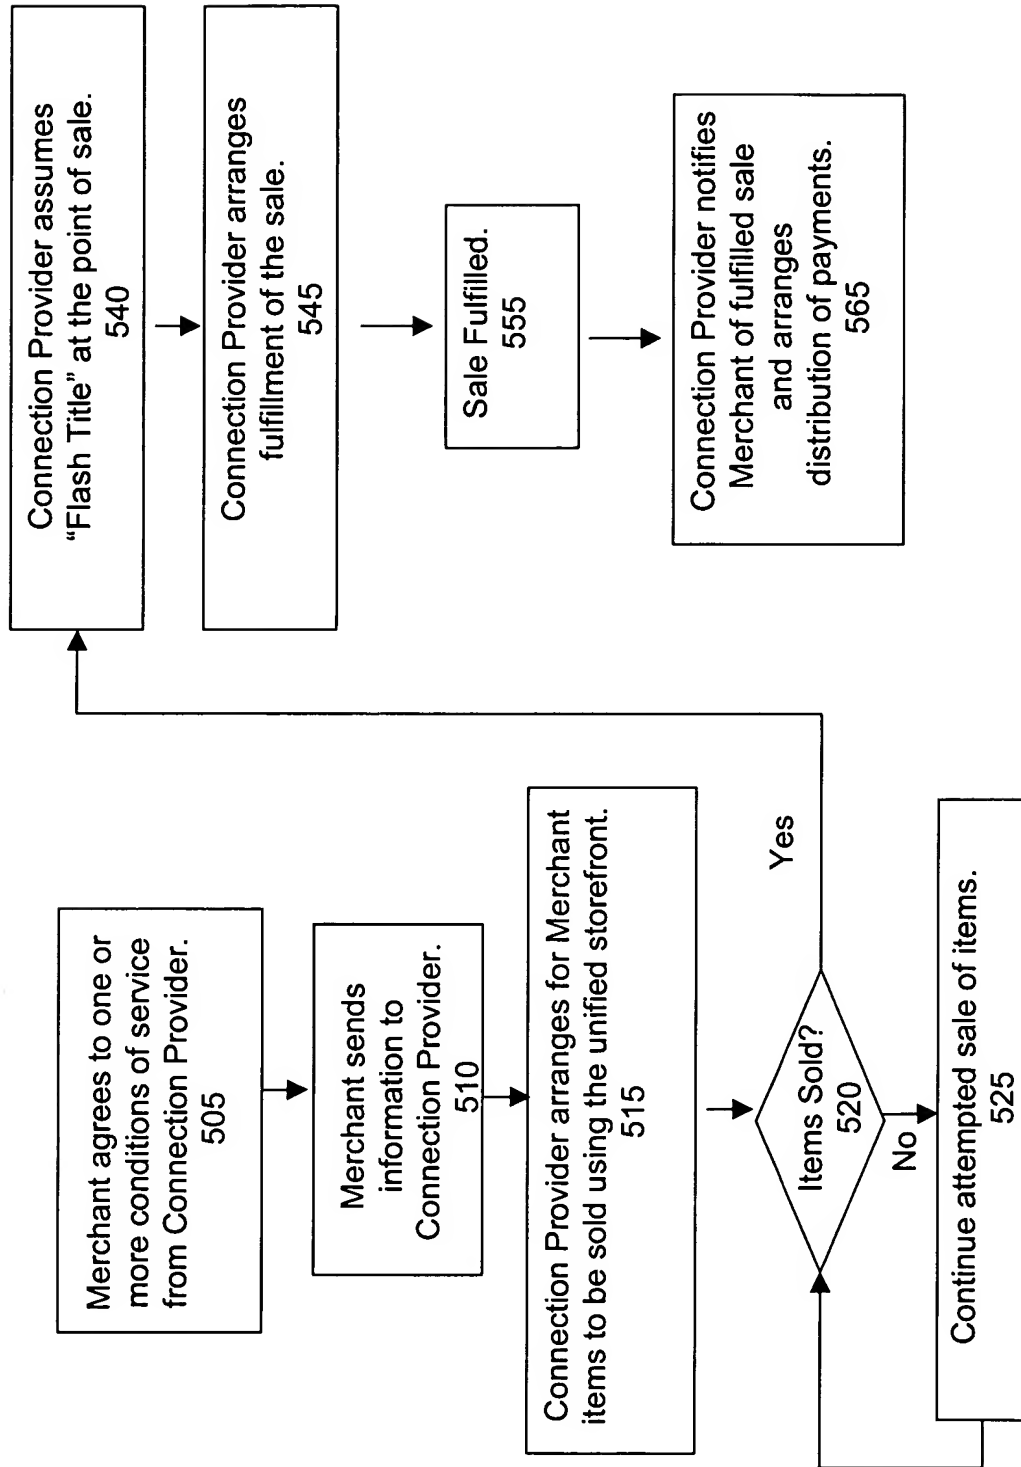 Merchant agrees to one or
more conditions of service
from Connection Provider.
505
Merchant sends
information to
Connection Provider.
510
Connection Provider arranges for Merchant
items to be sold using the unified storefront.
515
Items Sold?
520
Yes
No
Continue attempted sale of items.
525
Connection Provider assumes
“Flash Title” at the point of sale.
540
Connection Provider arranges
fulfillment of the sale.
545
Sale Fulfilled.
555
Connection Provider notifies
Merchant of fulfilled sale
and arranges
distribution of payments.
565